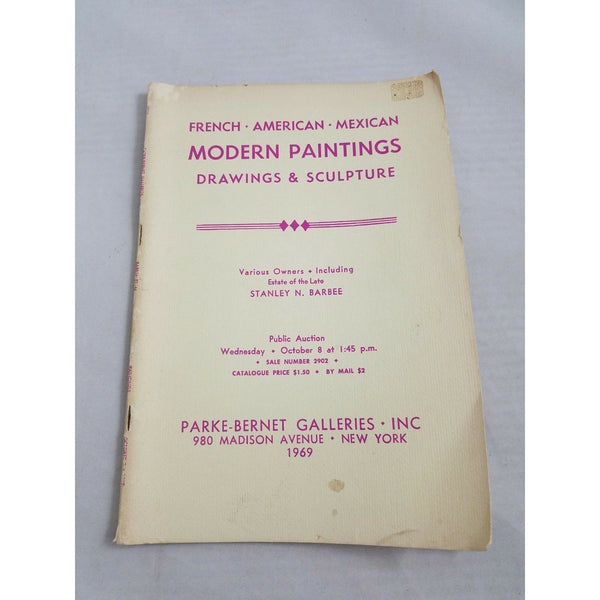 FRENCH · AMERICAN · MEXICAN
MODERN PAINTINGS
DRAWINGS & SCULPTURE
Various Owners • Including
Estate of the Late
STANLEY N. BARBEE
Public Auction
Wednesday • October 8 at 1:45 p.m.
• SALE NUMBER 2902 •
CATALOGUE PRICE $1.50 • BY MAIL $2
PARKE-BERNET GALLERIES · INC
980 MADISON AVENUE • NEW YORK
1969